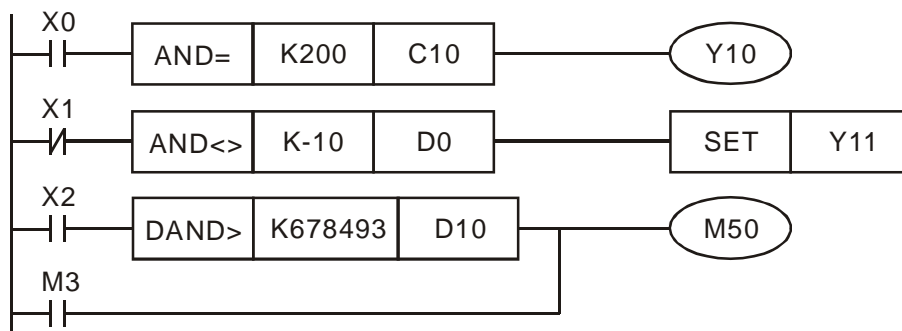 X0
AND= K200 C10 Y10
X1
AND<> K-10 D0 SET Y11
X2
DAND> K678493 D10 M50
M3